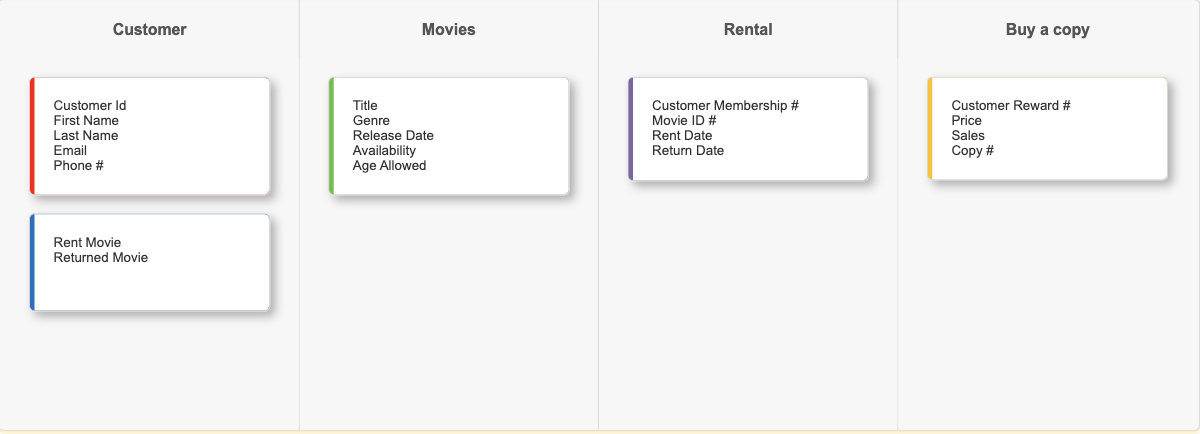 Customer
Movies
Rental
Buy a copy
Customer Id
First Name
Last Name
Email
Phone #
Rent Movie
Returned Movie
Title
Genre
Release Date
Availability
Age Allowed
Customer Membership #
Movie ID #
Rent Date
Return Date
Customer Reward #
Price
Sales
Copy #